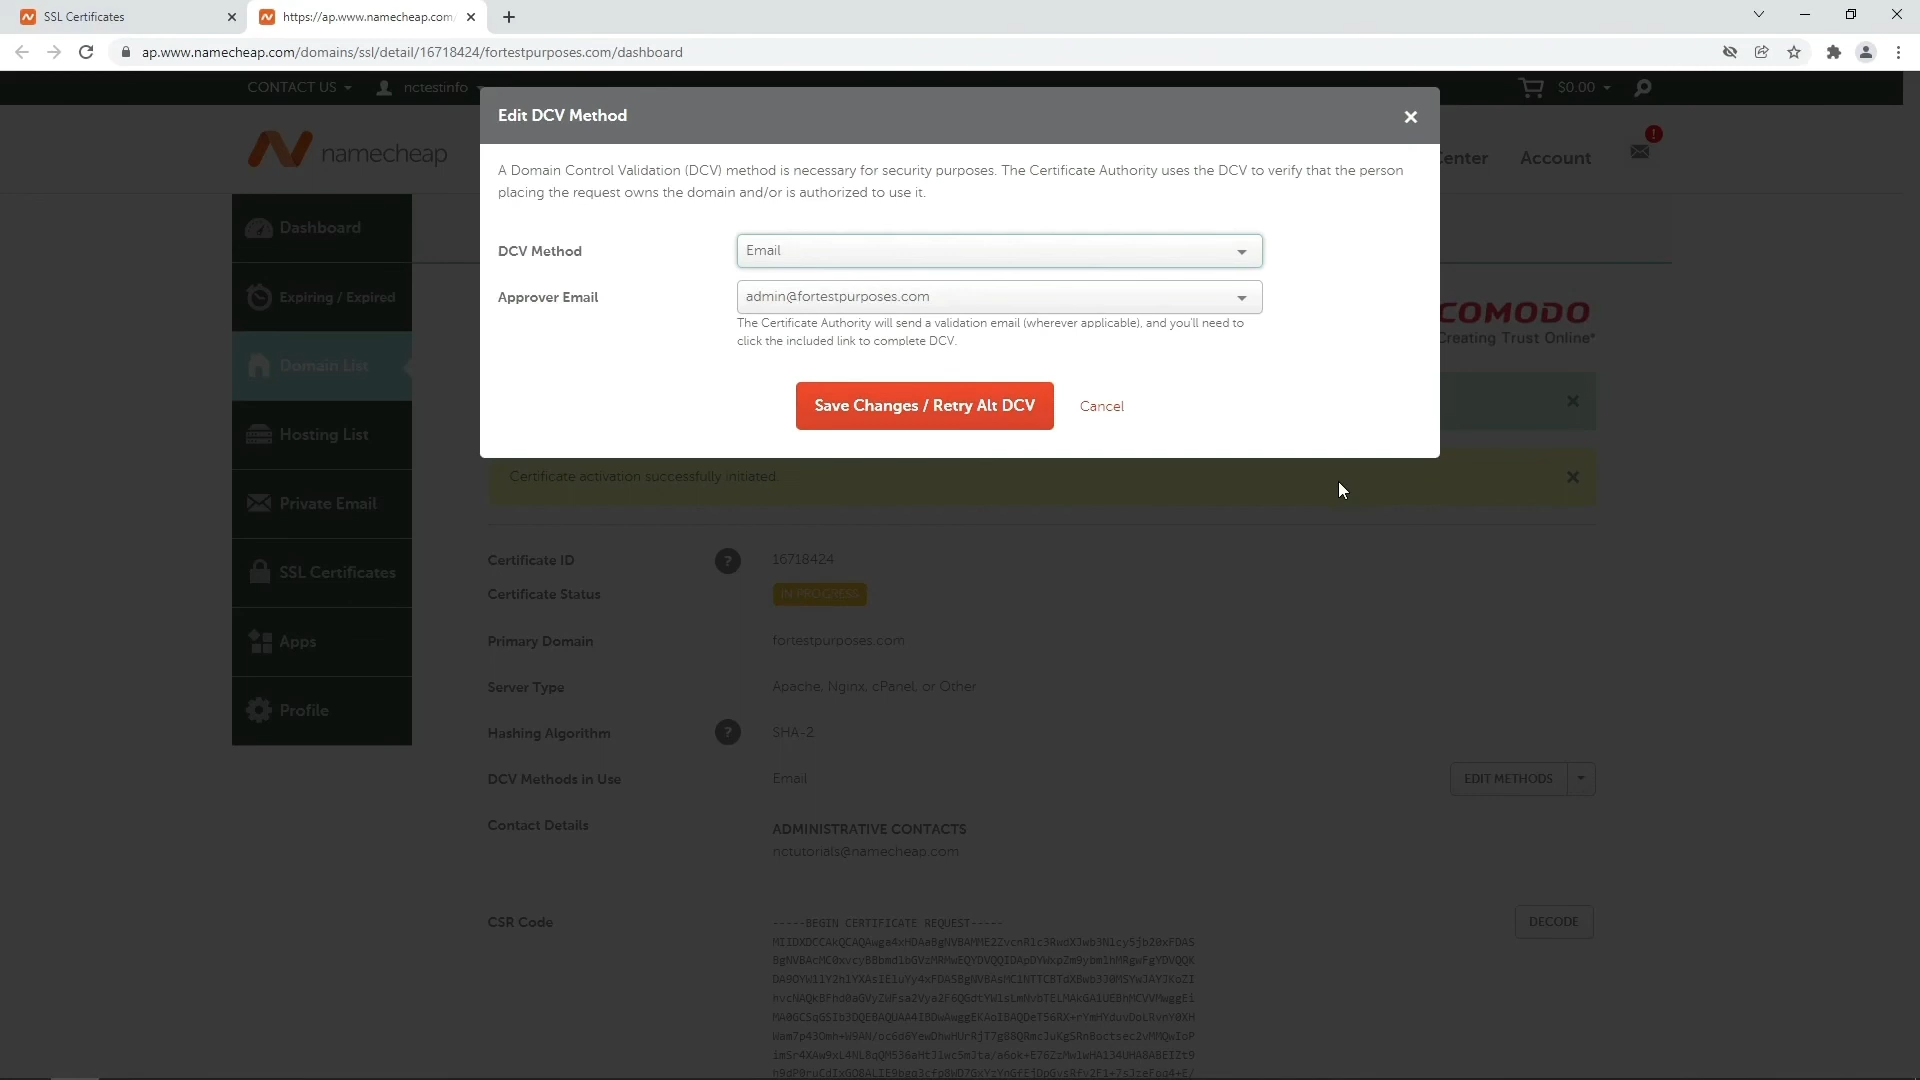 SSL Certificates
https://ap.www.namecheap.com/
ap.www.namecheap.com/domains/ssl/detail/16718424/fortestpurposes.com/dashboard
CONTACT US
nctestinfo
$0.00
namecheap
Center
Account
!
Edit DCV Method
A Domain Control Validation (DCV) method is necessary for security purposes. The Certificate Authority uses the DCV to verify that the person
placing the request owns the domain and/or is authorized to use it.
DCV Method
Email
Approver Email
admin@fortestpurposes.com
The Certificate Authority will send a validation email (wherever applicable), and you'll need to
click the included link to complete DCV.
Save Changes / Retry Alt DCV
Cancel
Dashboard
Expiring / Expired
Domain List
Hosting List
Private Email
SSL Certificates
Apps
Profile
COMODO
Creating Trust Online*
Certificate activation successfully initiated.
Certificate ID
?
16718424
Certificate Status
IN PROGRESS
Primary Domain
fortestpurposes.com
Server Type
Apache, Nginx, cPanel, or Other
Hashing Algorithm
?
SHA-2
DCV Methods in Use
Email
EDIT METHODS
Contact Details
ADMINISTRATIVE CONTACTS
nctutorials@namecheap.com
CSR Code
-----BEGIN CERTIFICATE REQUEST-----
DECODE